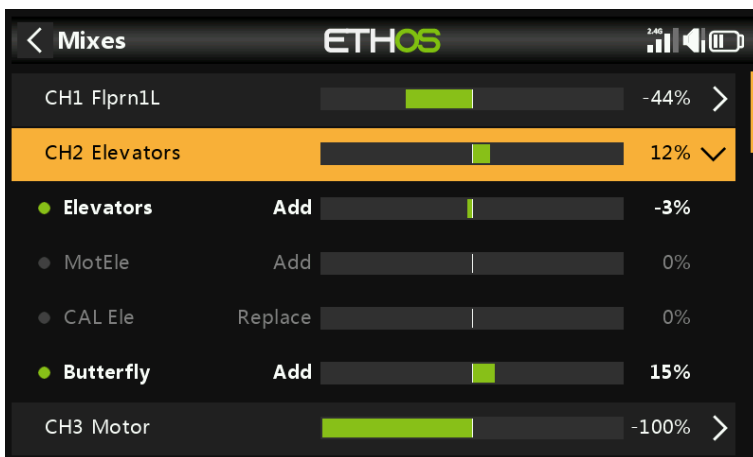 Mixes ETHOS 2.4G
CH1 Flprn1L -44%
CH2 Elevators 12%
Elevators Add -3%
MotEle Add 0%
CAL Ele Replace 0%
Butterfly Add 15%
CH3 Motor -100%